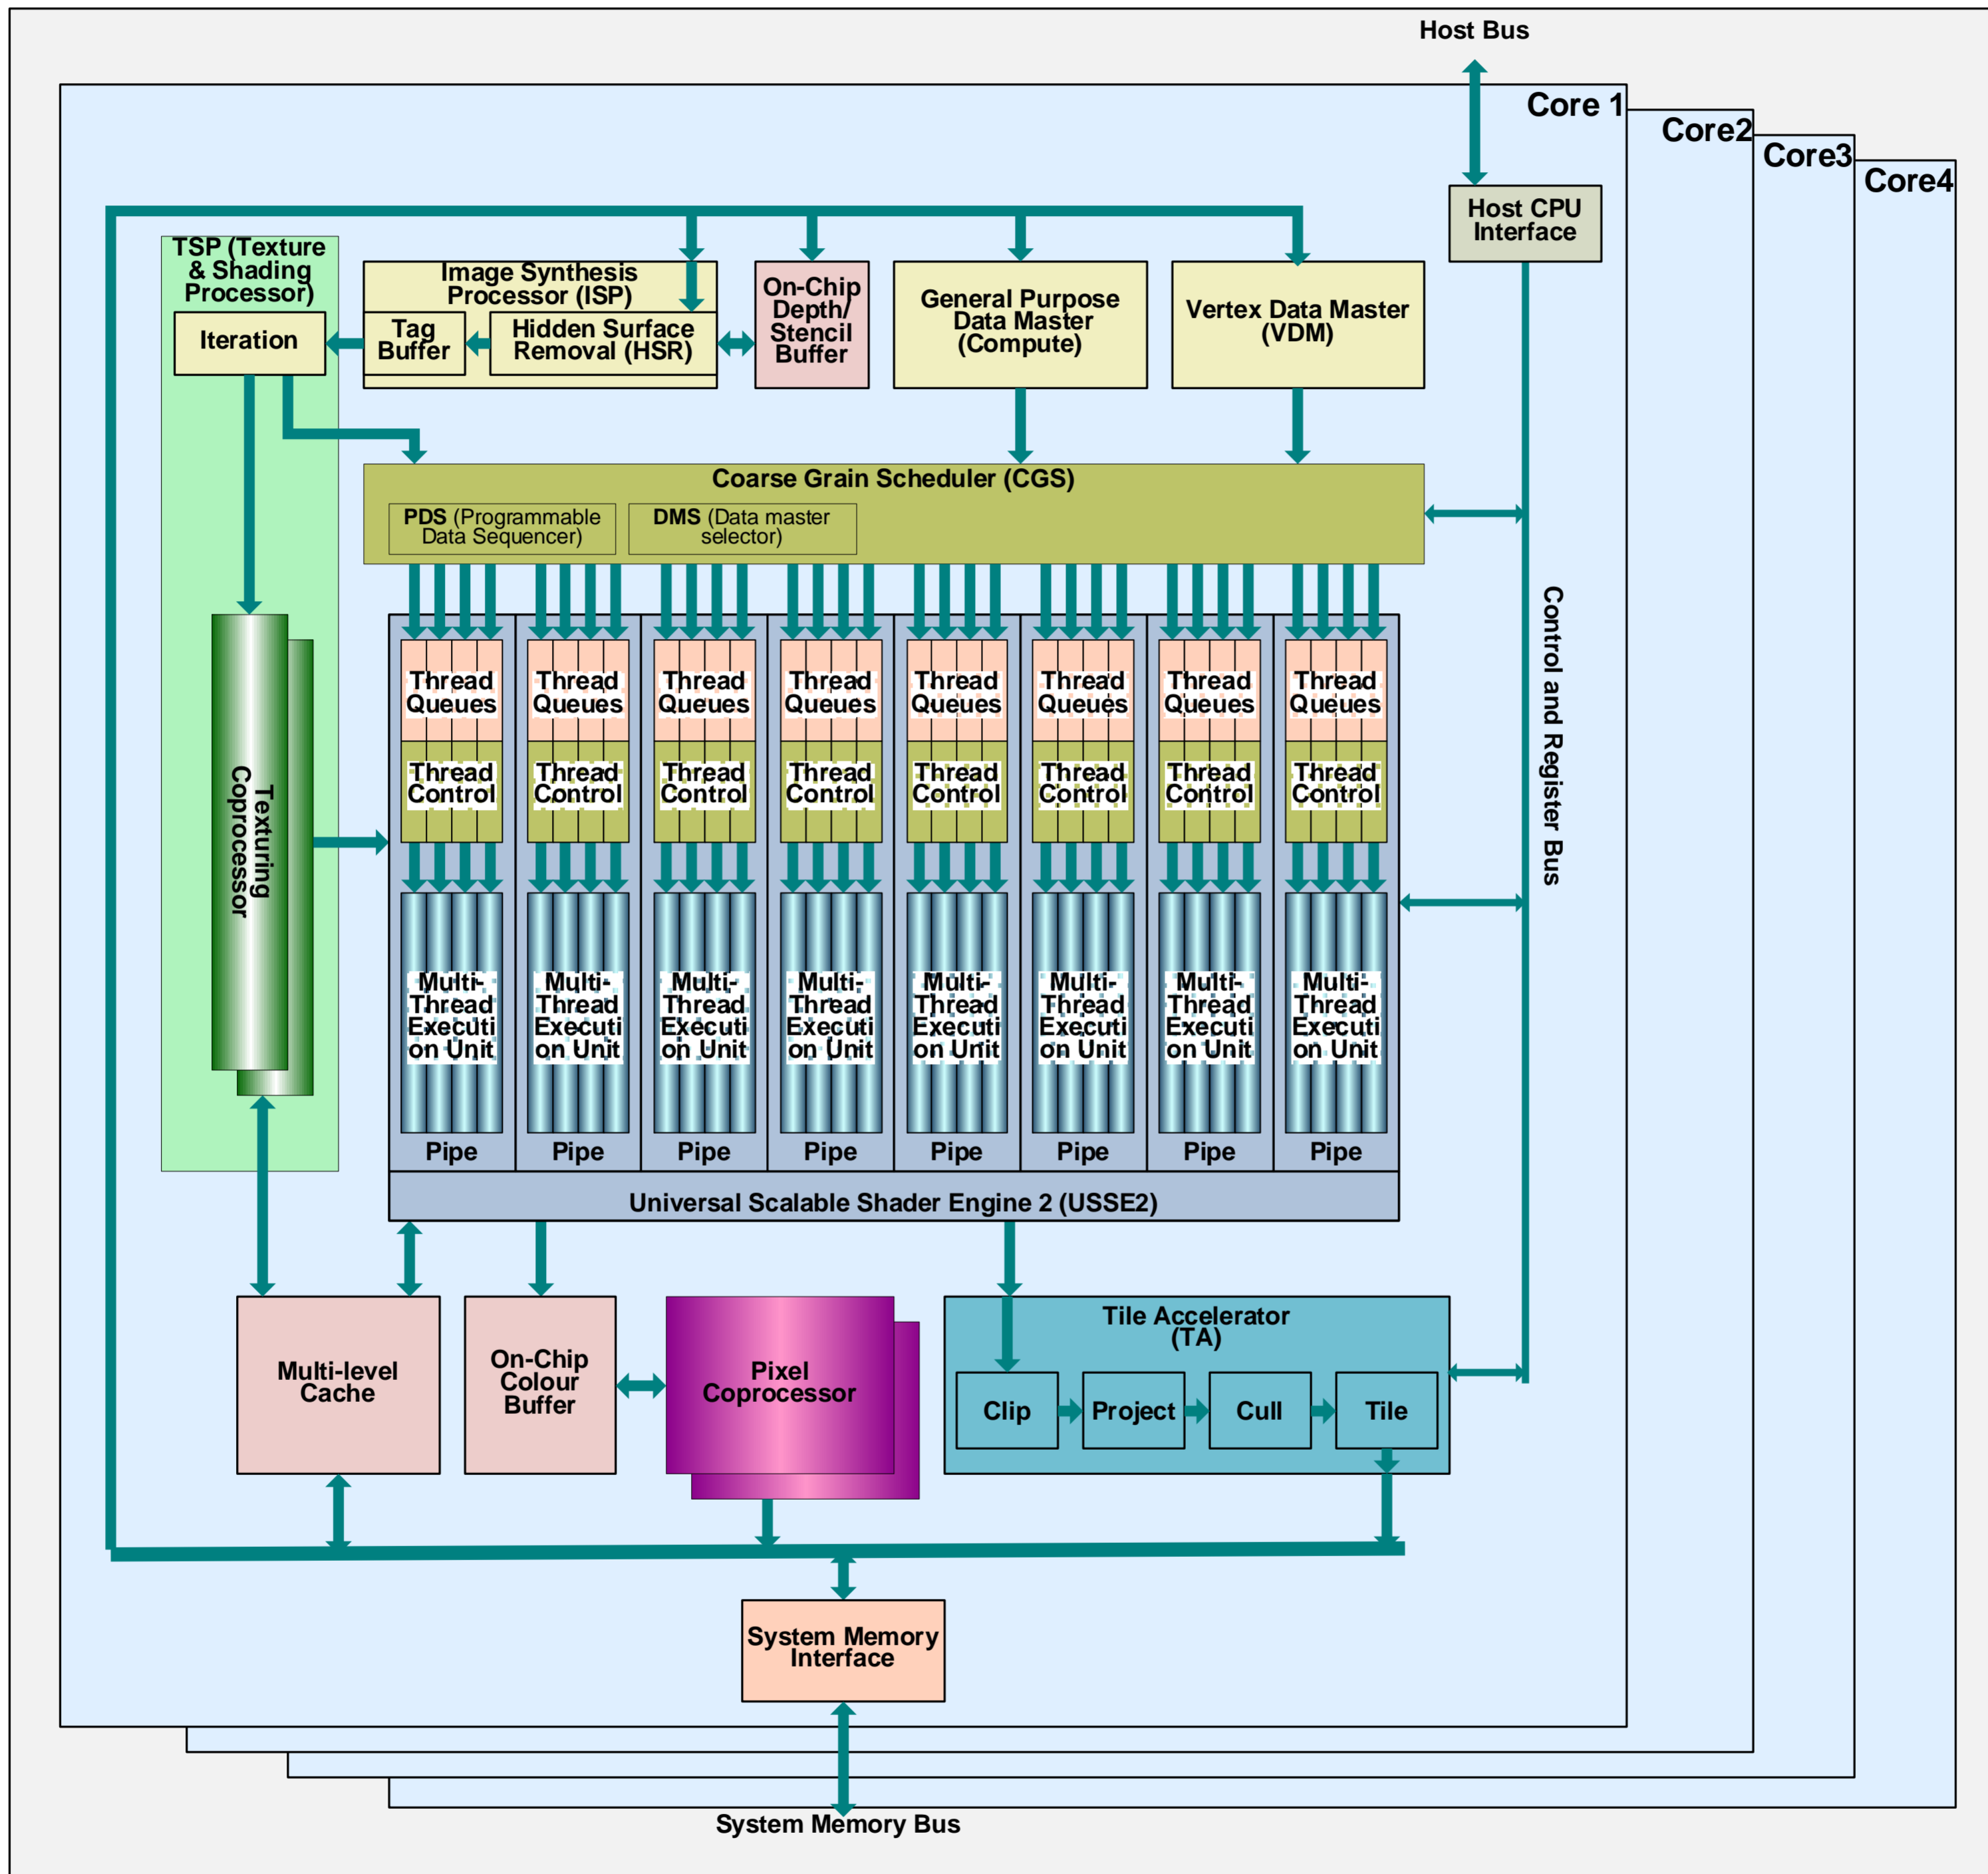 Host Bus
Core 1
Core2
Core3
Core4
Host CPU
Interface
TSP (Texture
& Shading
Processor)
Iteration
Image Synthesis
Processor (ISP)
Tag
Buffer
Hidden Surface
Removal (HSR)
On-Chip
Depth/
Stencil
Buffer
General Purpose
Data Master
(Compute)
Vertex Data Master
(VDM)
Coarse Grain Scheduler (CGS)
PDS (Programmable
Data Sequencer)
DMS (Data master
selector)
Control and Register Bus
Texturing
Coprocessor
Thread
Queues
Thread
Queues
Thread
Queues
Thread
Queues
Thread
Queues
Thread
Queues
Thread
Queues
Thread
Queues
Thread
Control
Thread
Control
Thread
Control
Thread
Control
Thread
Control
Thread
Control
Thread
Control
Thread
Control
Multi-
Thread
Executi
on Unit
Multi-
Thread
Executi
on Unit
Multi-
Thread
Executi
on Unit
Multi-
Thread
Executi
on Unit
Multi-
Thread
Executi
on Unit
Multi-
Thread
Executi
on Unit
Multi-
Thread
Executi
on Unit
Multi-
Thread
Executi
on Unit
Pipe
Pipe
Pipe
Pipe
Pipe
Pipe
Pipe
Pipe
Universal Scalable Shader Engine 2 (USSE2)
Multi-level
Cache
On-Chip
Colour
Buffer
Pixel
Coprocessor
Tile Accelerator
(TA)
Clip
Project
Cull
Tile
System Memory
Interface
System Memory Bus